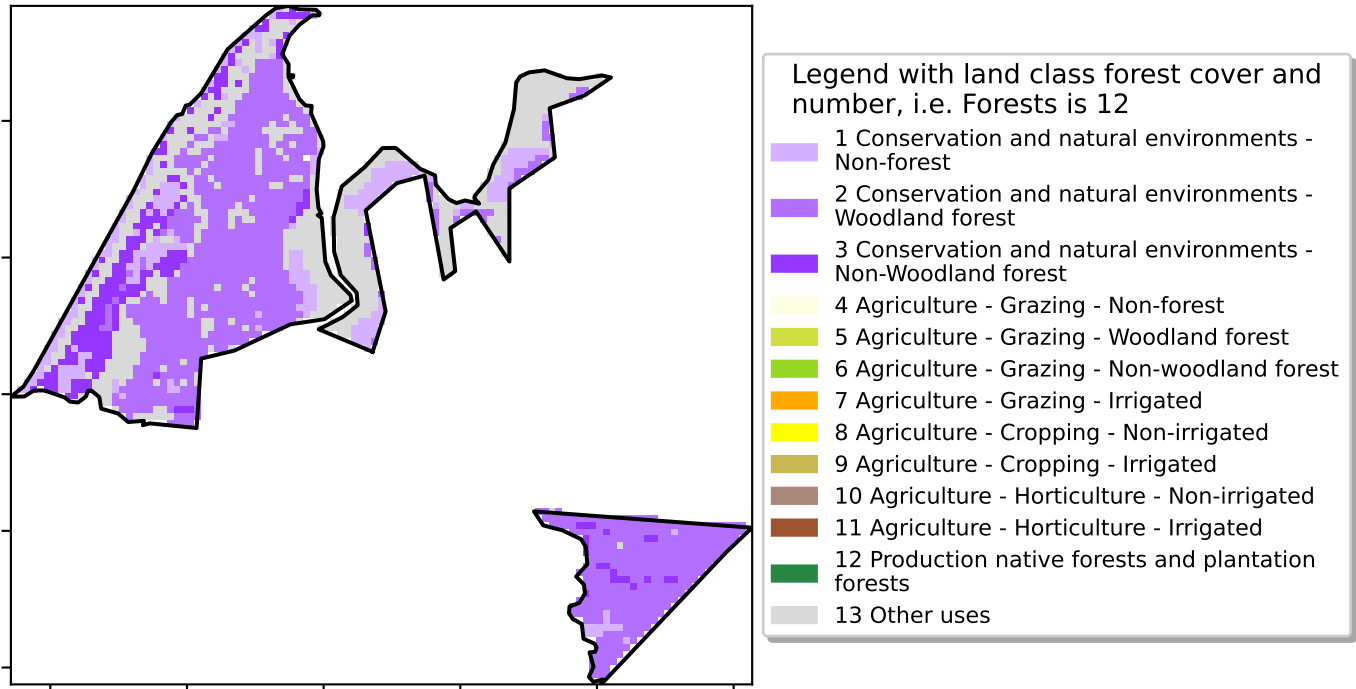 Legend with land class forest cover and
number, i.e. Forests is 12
1 Conservation and natural environments -
Non-forest
2 Conservation and natural environments -
Woodland forest
3 Conservation and natural environments -
Non-Woodland forest
4 Agriculture - Grazing - Non-forest
5 Agriculture - Grazing - Woodland forest
6 Agriculture - Grazing - Non-woodland forest
7 Agriculture - Grazing - Irrigated
8 Agriculture - Cropping - Non-irrigated
9 Agriculture - Cropping - Irrigated
10 Agriculture - Horticulture - Non-irrigated
11 Agriculture - Horticulture - Irrigated
12 Production native forests and plantation
forests
13 Other uses